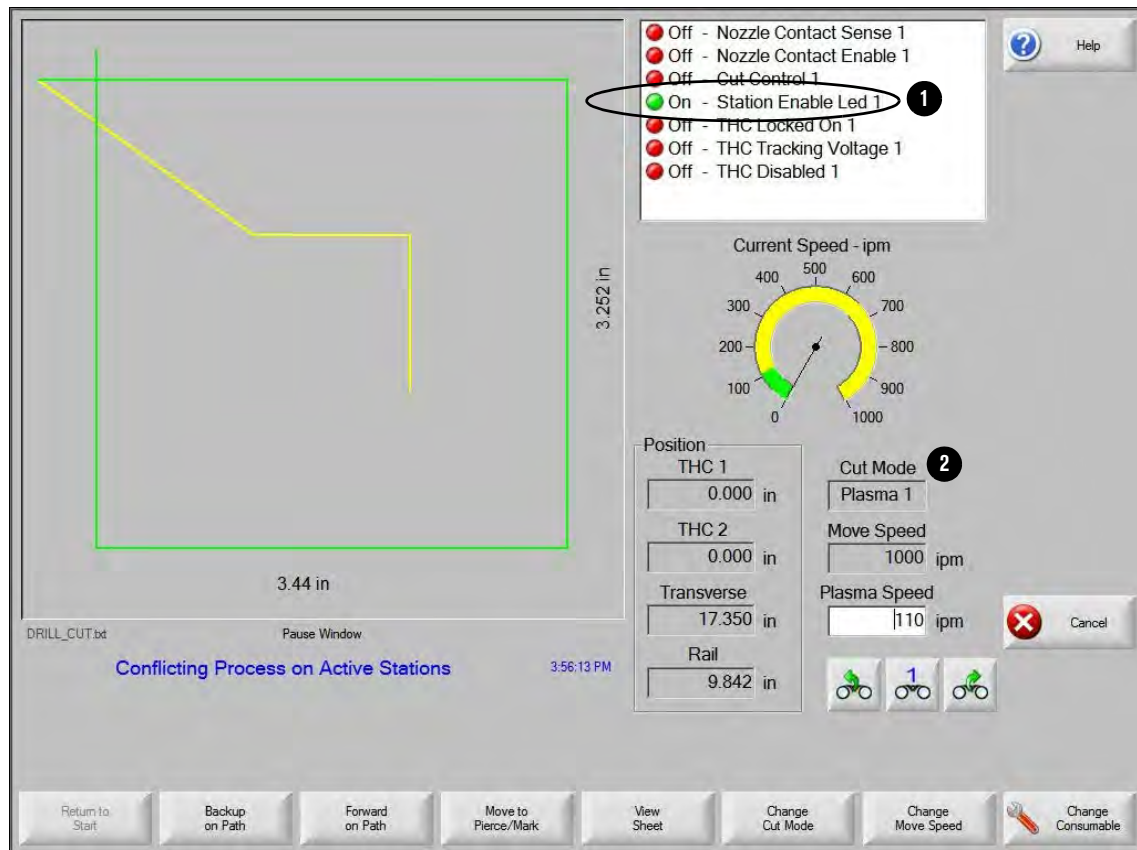 Off - Nozzle Contact Sense 1
Off - Nozzle Contact Enable 1
Off - Cut Control 1
On - Station Enable Led 1
1
Off - THC Locked On 1
Off - THC Tracking Voltage 1
Off - THC Disabled 1
Help
3.252 in
3.44 in
Current Speed - ipm
0
100
200
300
400
500
600
700
800
900
1000
Position
THC 1
0.000 in
THC 2
0.000 in
Transverse
17.350 in
Rail
9.842 in
Cut Mode
2
Plasma 1
Move Speed
1000 ipm
Plasma Speed
110 ipm
1
Cancel
DRILL_CUT.txt
Pause Window
Conflicting Process on Active Stations
3:56:13 PM
Return to
Start
Backup
on Path
Forward
on Path
Move to
Pierce/Mark
View
Sheet
Change
Cut Mode
Change
Move Speed
Change
Consumable